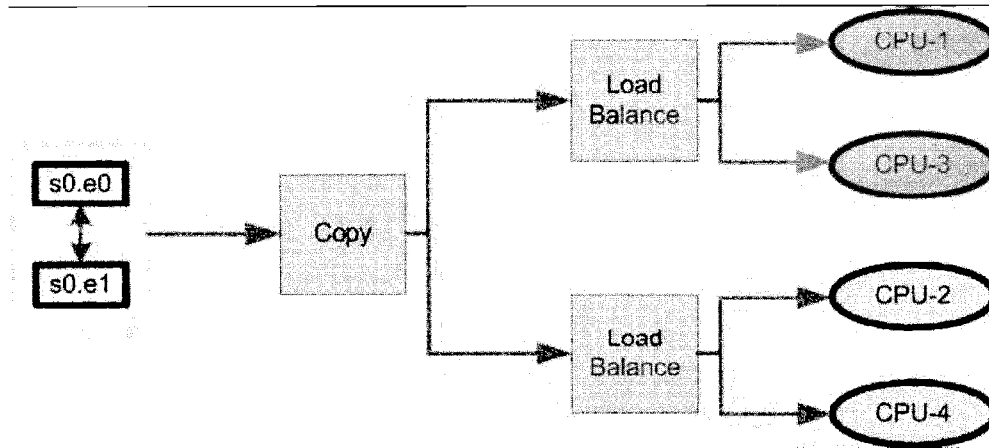 s0.e0
s0.e1
Copy
Load
Balance
CPU-1
CPU-3
Load
Balance
CPU-2
CPU-4